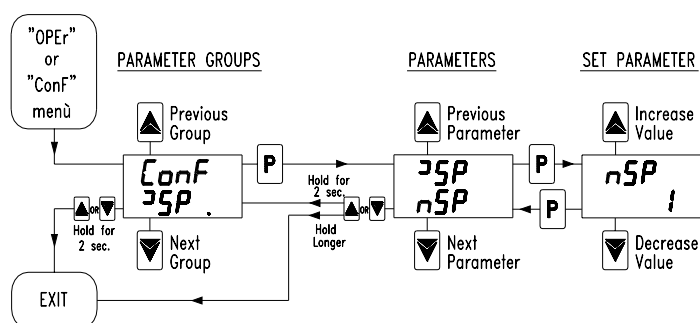 "OPEr"
or
"ConF"
menù
PARAMETER GROUPS
PARAMETERS
SET PARAMETER
Previous
Group
Previous
Parameter
Increase
Value
ConF
ᓗSP.
P
Hold for
2 sec.
OR
Hold
Longer
ᓗSP
nSP
P
P
nSP
1
OR
Hold for
2 sec.
Next
Group
Next
Parameter
Decrease
Value
EXIT